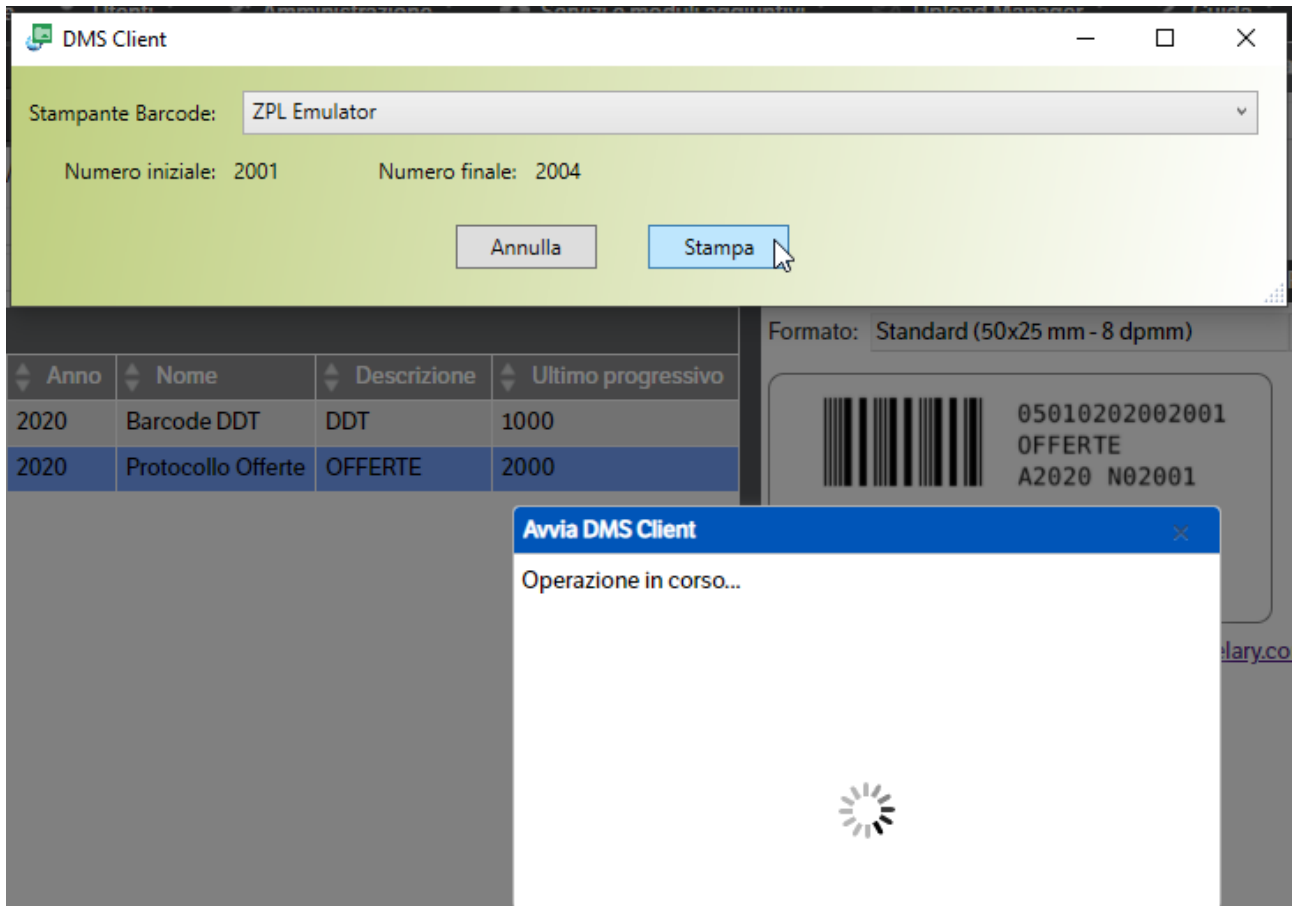 DMS Client
Stampante Barcode: ZPL Emulator
Numero iniziale: 2001 Numero finale: 2004
Annulla Stampa
Formato: Standard (50x25 mm - 8 dpmm)
Anno Nome Descrizione Ultimo progressivo
2020 Barcode DDT DDT 1000
2020 Protocollo Offerte OFFERTE 2000
05010202002001
OFFERTE
A2020 N02001
Avvia DMS Client
Operazione in corso...